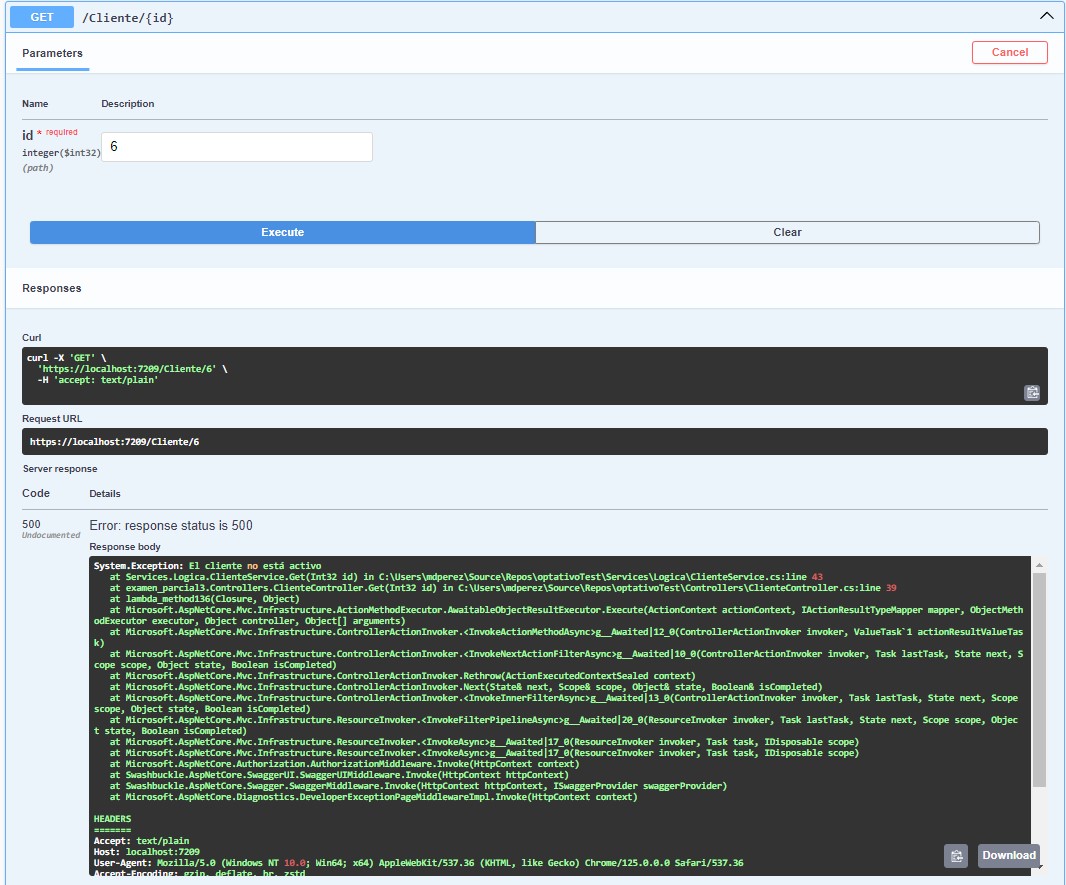 GET /Cliente/{id}
Parameters
Cancel
Name Description
id * required
integer($int32)
(path)
6
Execute Clear
Responses
Curl
curl -X 'GET' \
'https://localhost:7209/Cliente/6' \
-H 'accept: text/plain'
Request URL
https://localhost:7209/Cliente/6
Server response
Code Details
500 Error: response status is 500
Undocumented
Response body
System.Exception: El cliente no está activo
at Services.Logica.ClienteService.Get(Int32 id) in C:\Users\mdperez\Source\Repos\optativoTest\Services\Logica\ClienteService.cs:line 43
at examen_parcial3.Controllers.ClienteController.Get(Int32 id) in C:\Users\mdperez\Source\Repos\optativoTest\Controllers\ClienteController.cs:line 39
at lambda_method136(Closure, Object)
at Microsoft.AspNetCore.Mvc.Infrastructure.ActionMethodExecutor.AwaitableObjectResultExecutor.Execute(ActionContext actionContext, IActionResultTypeMapper mapper, ObjectMeth
odExecutor executor, Object controller, Object[] arguments)
at Microsoft.AspNetCore.Mvc.Infrastructure.ControllerActionInvoker.<InvokeActionMethodAsync>g__Awaited|12_0(ControllerActionInvoker invoker, ValueTask`1 actionResultValueTas
k)
at Microsoft.AspNetCore.Mvc.Infrastructure.ControllerActionInvoker.<InvokeNextActionFilterAsync>g__Awaited|10_0(ControllerActionInvoker invoker, Task lastTask, State next, S
cope scope, Object state, Boolean isCompleted)
at Microsoft.AspNetCore.Mvc.Infrastructure.ControllerActionInvoker.Rethrow(ActionExecutedContextSealed context)
at Microsoft.AspNetCore.Mvc.Infrastructure.ControllerActionInvoker.Next(State& next, Scope& scope, Object& state, Boolean& isCompleted)
at Microsoft.AspNetCore.Mvc.Infrastructure.ControllerActionInvoker.<InvokeInnerFilterAsync>g__Awaited|13_0(ControllerActionInvoker invoker, Task lastTask, State next, Scope
scope, Object state, Boolean isCompleted)
at Microsoft.AspNetCore.Mvc.Infrastructure.ResourceInvoker.<InvokeFilterPipelineAsync>g__Awaited|20_0(ResourceInvoker invoker, Task lastTask, State next, Scope scope, Objec
t state, Boolean isCompleted)
at Microsoft.AspNetCore.Mvc.Infrastructure.ResourceInvoker.<InvokeAsync>g__Awaited|17_0(ResourceInvoker invoker, Task task, IDisposable scope)
at Microsoft.AspNetCore.Mvc.Infrastructure.ResourceInvoker.<InvokeAsync>g__Awaited|17_0(ResourceInvoker invoker, Task task, IDisposable scope)
at Microsoft.AspNetCore.Authorization.AuthorizationMiddleware.Invoke(HttpContext context)
at Swashbuckle.AspNetCore.SwaggerUI.SwaggerUIMiddleware.Invoke(HttpContext httpContext)
at Swashbuckle.AspNetCore.Swagger.SwaggerMiddleware.Invoke(HttpContext httpContext, ISwaggerProvider swaggerProvider)
at Microsoft.AspNetCore.Diagnostics.DeveloperExceptionPageMiddlewareImpl.Invoke(HttpContext context)
HEADERS
=======
Accept: text/plain
Host: localhost:7209
User-Agent: Mozilla/5.0 (Windows NT 10.0; Win64; x64) AppleWebKit/537.36 (KHTML, like Gecko) Chrome/125.0.0.0 Safari/537.36
Accept-Encoding: gzip, deflate, br, zstd
Download